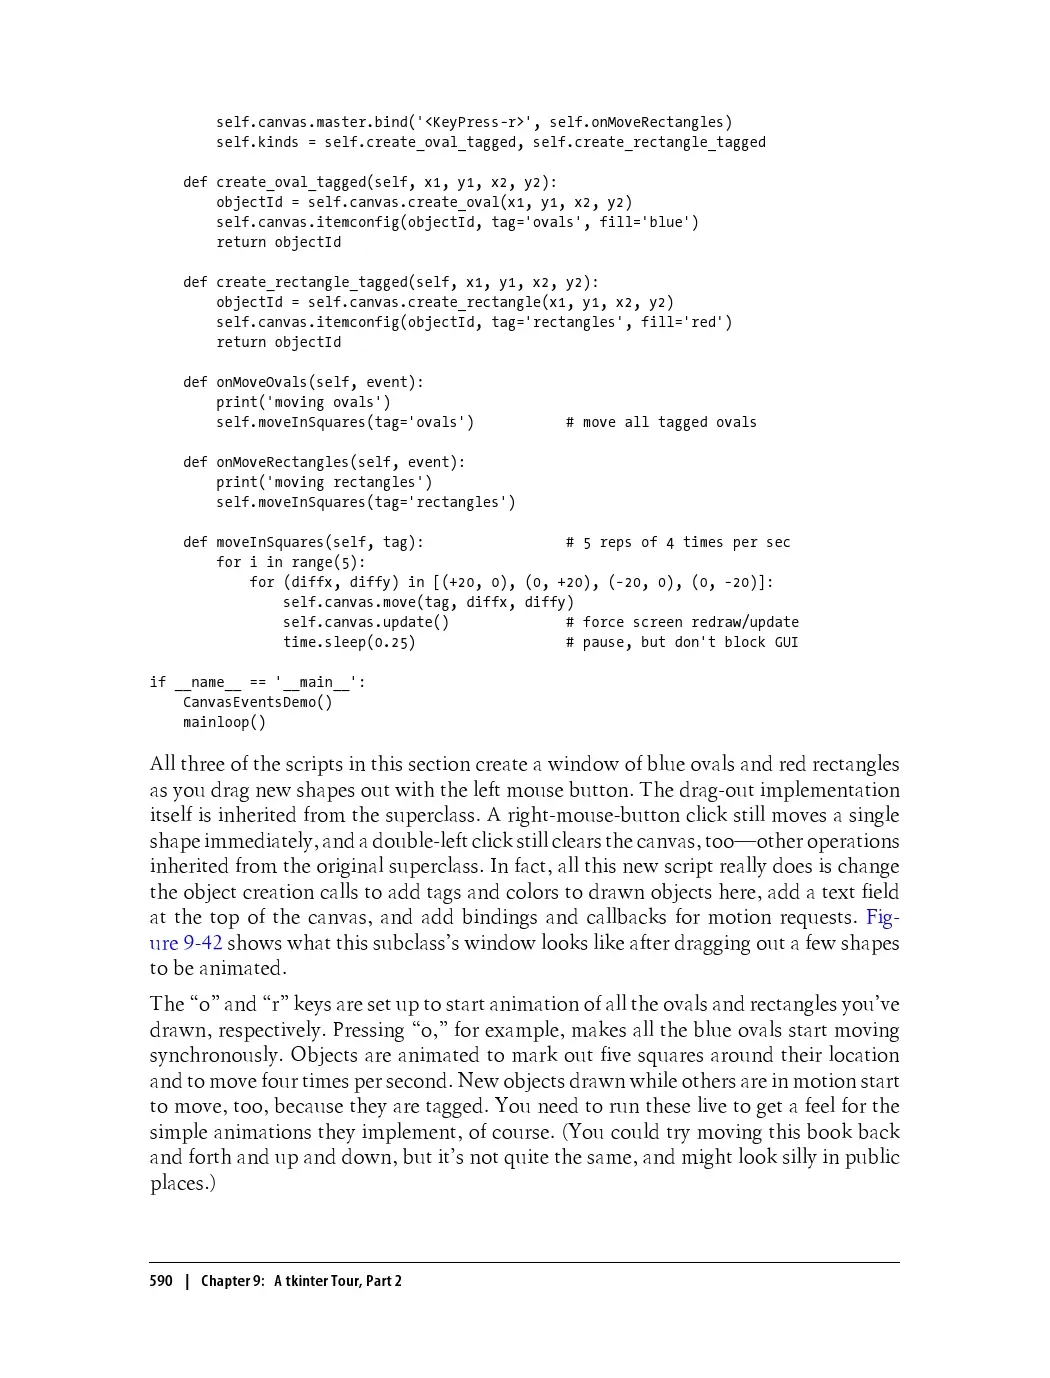 self.canvas.master.bind('<KeyPress-r>', self.onMoveRectangles)
self.kinds = self.create_oval_tagged, self.create_rectangle_tagged
def create_oval_tagged(self, x1, y1, x2, y2):
objectId = self.canvas.create_oval(x1, y1, x2, y2)
self.canvas.itemconfig(objectId, tag='ovals', fill='blue')
return objectId
def create_rectangle_tagged(self, x1, y1, x2, y2):
objectId = self.canvas.create_rectangle(x1, y1, x2, y2)
self.canvas.itemconfig(objectId, tag='rectangles', fill='red')
return objectId
def onMoveOvals(self, event):
print('moving ovals')
self.moveInSquares(tag='ovals') # move all tagged ovals
def onMoveRectangles(self, event):
print('moving rectangles')
self.moveInSquares(tag='rectangles')
def moveInSquares(self, tag): # 5 reps of 4 times per sec
for i in range(5):
for (diffx, diffy) in [(+20, 0), (0, +20), (-20, 0), (0, -20)]:
self.canvas.move(tag, diffx, diffy)
self.canvas.update() # force screen redraw/update
time.sleep(0.25) # pause, but don't block GUI
if __name__ == '__main__':
CanvasEventsDemo()
mainloop()
All three of the scripts in this section create a window of blue ovals and red rectangles
as you drag new shapes out with the left mouse button. The drag-out implementation
itself is inherited from the superclass. A right-mouse-button click still moves a single
shape immediately, and a double-left click still clears the canvas, too—other operations
inherited from the original superclass. In fact, all this new script really does is change
the object creation calls to add tags and colors to drawn objects here, add a text field
at the top of the canvas, and add bindings and callbacks for motion requests. Fig-
ure 9-42 shows what this subclass’s window looks like after dragging out a few shapes
to be animated.
The “o” and “r” keys are set up to start animation of all the ovals and rectangles you’ve
drawn, respectively. Pressing “o,” for example, makes all the blue ovals start moving
synchronously. Objects are animated to mark out five squares around their location
and to move four times per second. New objects drawn while others are in motion start
to move, too, because they are tagged. You need to run these live to get a feel for the
simple animations they implement, of course. (You could try moving this book back
and forth and up and down, but it’s not quite the same, and might look silly in public
places.)
590 | Chapter 9: A tkinter Tour, Part 2